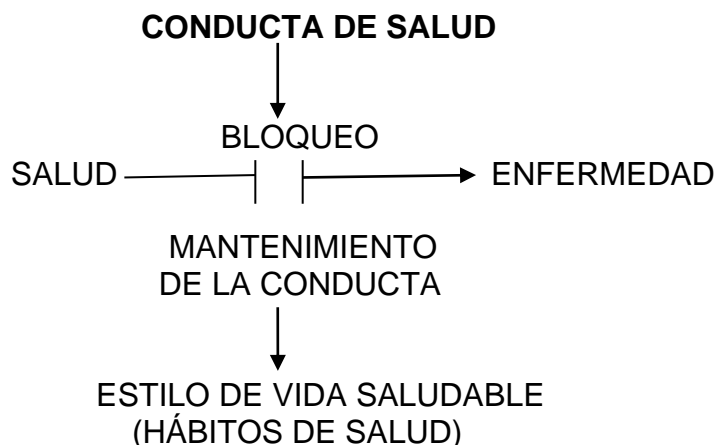 CONDUCTA DE SALUD
BLOQUEO
SALUD ENFERMEDAD
MANTENIMIENTO
DE LA CONDUCTA
ESTILO DE VIDA SALUDABLE
(HÁBITOS DE SALUD)